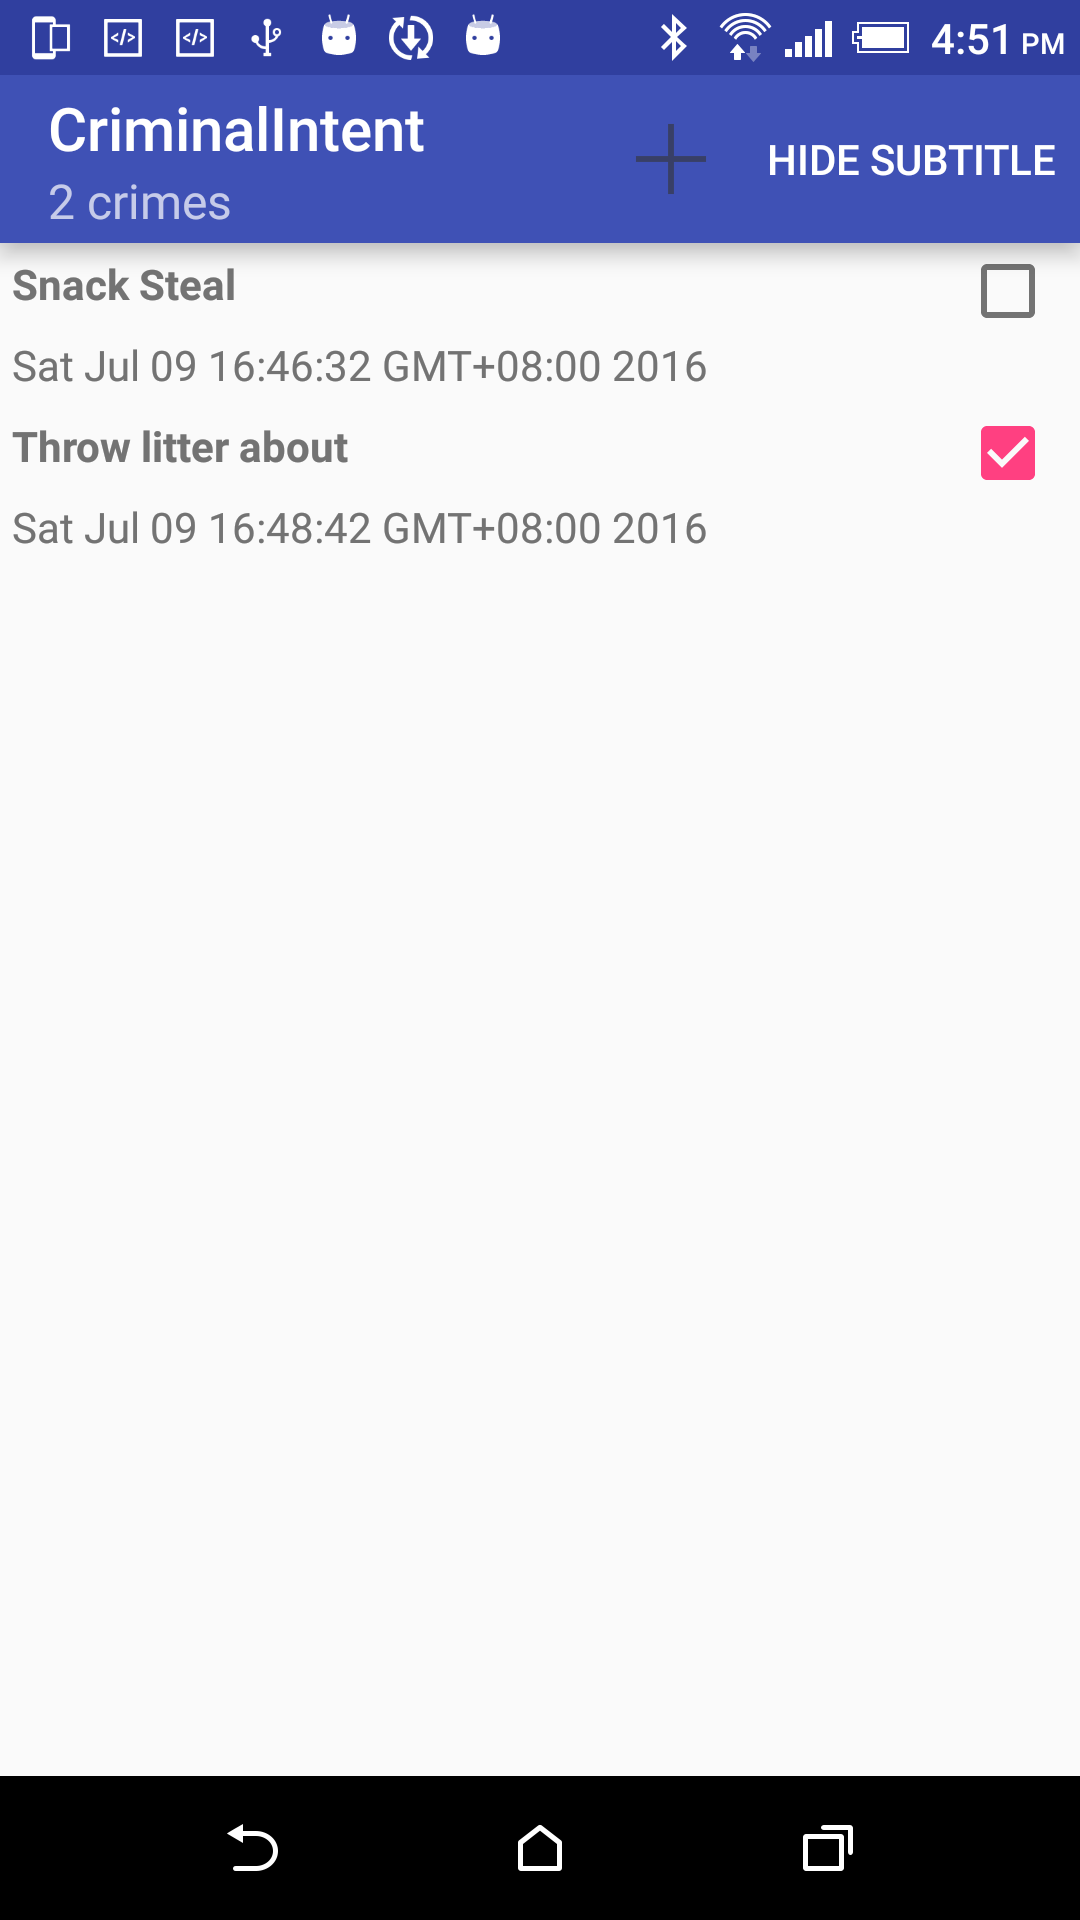 4:51 PM
CriminalIntent
HIDE SUBTITLE
2 crimes
Snack Steal
Sat Jul 09 16:46:32 GMT+08:00 2016
Throw litter about
Sat Jul 09 16:48:42 GMT+08:00 2016